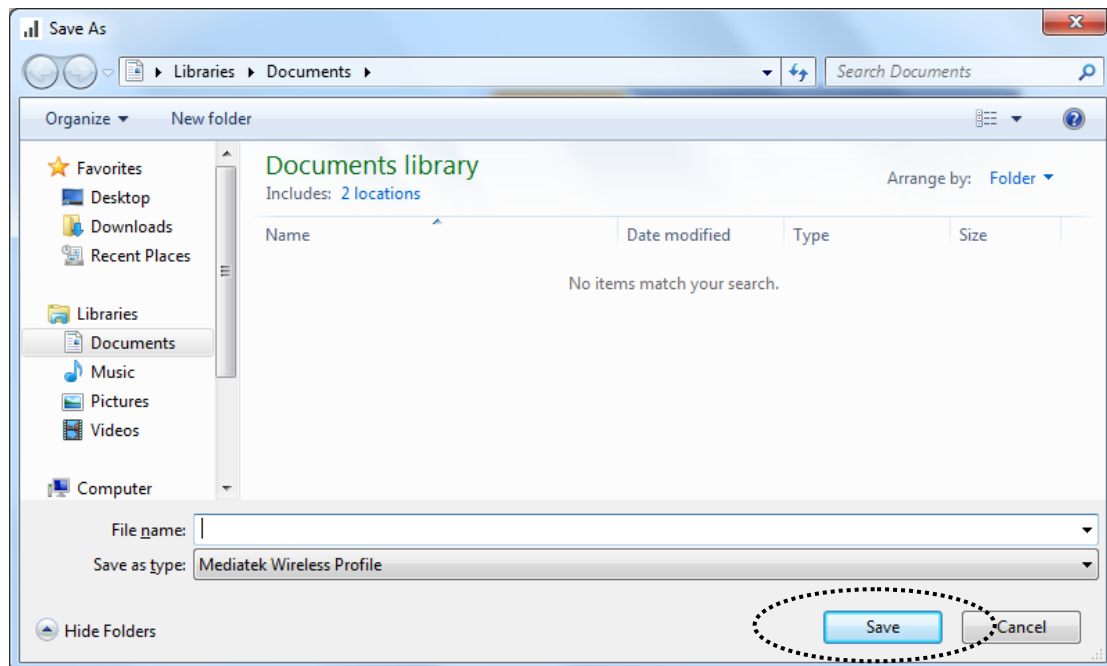 Save As
Libraries Documents
Search Documents
Organize New folder
Favorites
Desktop
Downloads
Recent Places
Libraries
Documents
Music
Pictures
Videos
Computer
Documents library
Includes: 2 locations
Arrange by: Folder
Name Date modified Type Size
No items match your search.
File name:
Save as type: Mediatek Wireless Profile
Hide Folders
Save Cancel